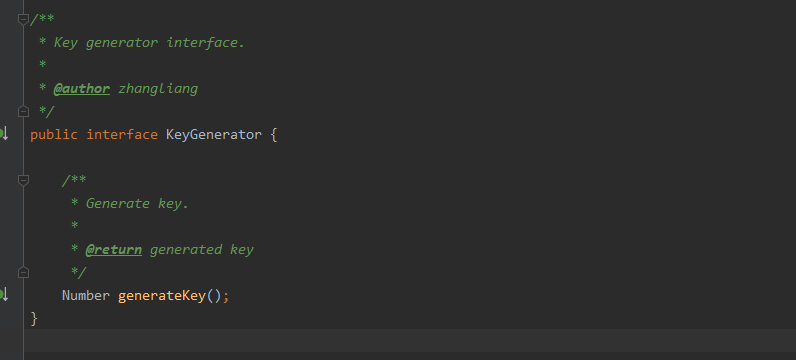 /**
 * Key generator interface.
 *
 * @author zhangliang
 */
public interface KeyGenerator {
    /**
     * Generate key.
     *
     * @return generated key
     */
    Number generateKey();
}